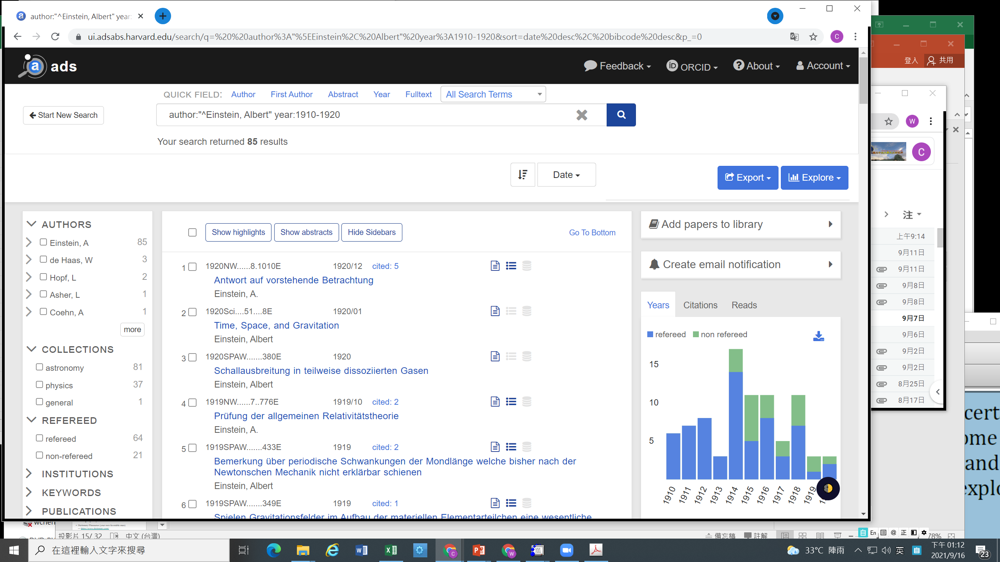 author:"^Einstein, Albert" year:
ui.adsabs.harvard.edu/search/q=%20%20author%3A"%5EEinstein%2C%20Albert"%20year%3A1910-1920&sort=date%20desc%2C%20bibcode%20desc&p_=0
C
a ads
Feedback
iD ORCID
About
Account
登入
共用
QUICK FIELD:
Author
First Author
Abstract
Year
Fulltext
All Search Terms
Start New Search
author:"^Einstein, Albert" year:1910-1920
W
Your search returned 85 results
C
Date
Export
Explore
AUTHORS
Einstein, A 85
de Haas, W 3
Hopf, L 2
Asher, L 1
Coehn, A 1
more
COLLECTIONS
astronomy 81
physics 37
general 1
REFEREED
refereed 64
non-refereed 21
INSTITUTIONS
KEYWORDS
PUBLICATIONS
Show highlights
Show abstracts
Hide Sidebars
Go To Bottom
1 1920NW......8.1010E 1920/12 cited: 5
Antwort auf vorstehende Betrachtung
Einstein, A.
2 1920Sci....51....8E 1920/01
Time, Space, and Gravitation
Einstein, Albert
3 1920SPAW.......380E 1920
Schallausbreitung in teilweise dissoziierten Gasen
Einstein, Albert
4 1919NW......7..776E 1919/10 cited: 2
Prüfung der allgemeinen Relativitätstheorie
Einstein, A.
5 1919SPAW.......433E 1919 cited: 2
Bemerkung über periodische Schwankungen der Mondlänge welche bisher nach der
Newtonschen Mechanik nicht erklärbar schienen
Einstein, Albert
6 1919SPAW.......349E 1919 cited: 1
Spielen Gravitationsfelder im Aufbau der materiellen Elementarteilchen eine wesentliche
Add papers to library
Create email notification
Years
Citations
Reads
refereed
non refereed
15
10
5
1910
1911
1912
1913
1914
1915
1916
1917
1918
1919
注
上午9:14
9月11日
9月11日
9月8日
9月8日
9月7日
9月6日
9月2日
9月2日
8月25日
8月17日
cert
ome
and
explo
wchen
• Dictionary/Thesaurus (your own favorable ones)
投影片 15/ 32
中文 (台灣)
備忘稿
註解
自 En @ 正
78%
在這裡輸入文字來搜尋
33°C 陣雨
英
自
下午 01:12
2021/9/16
23